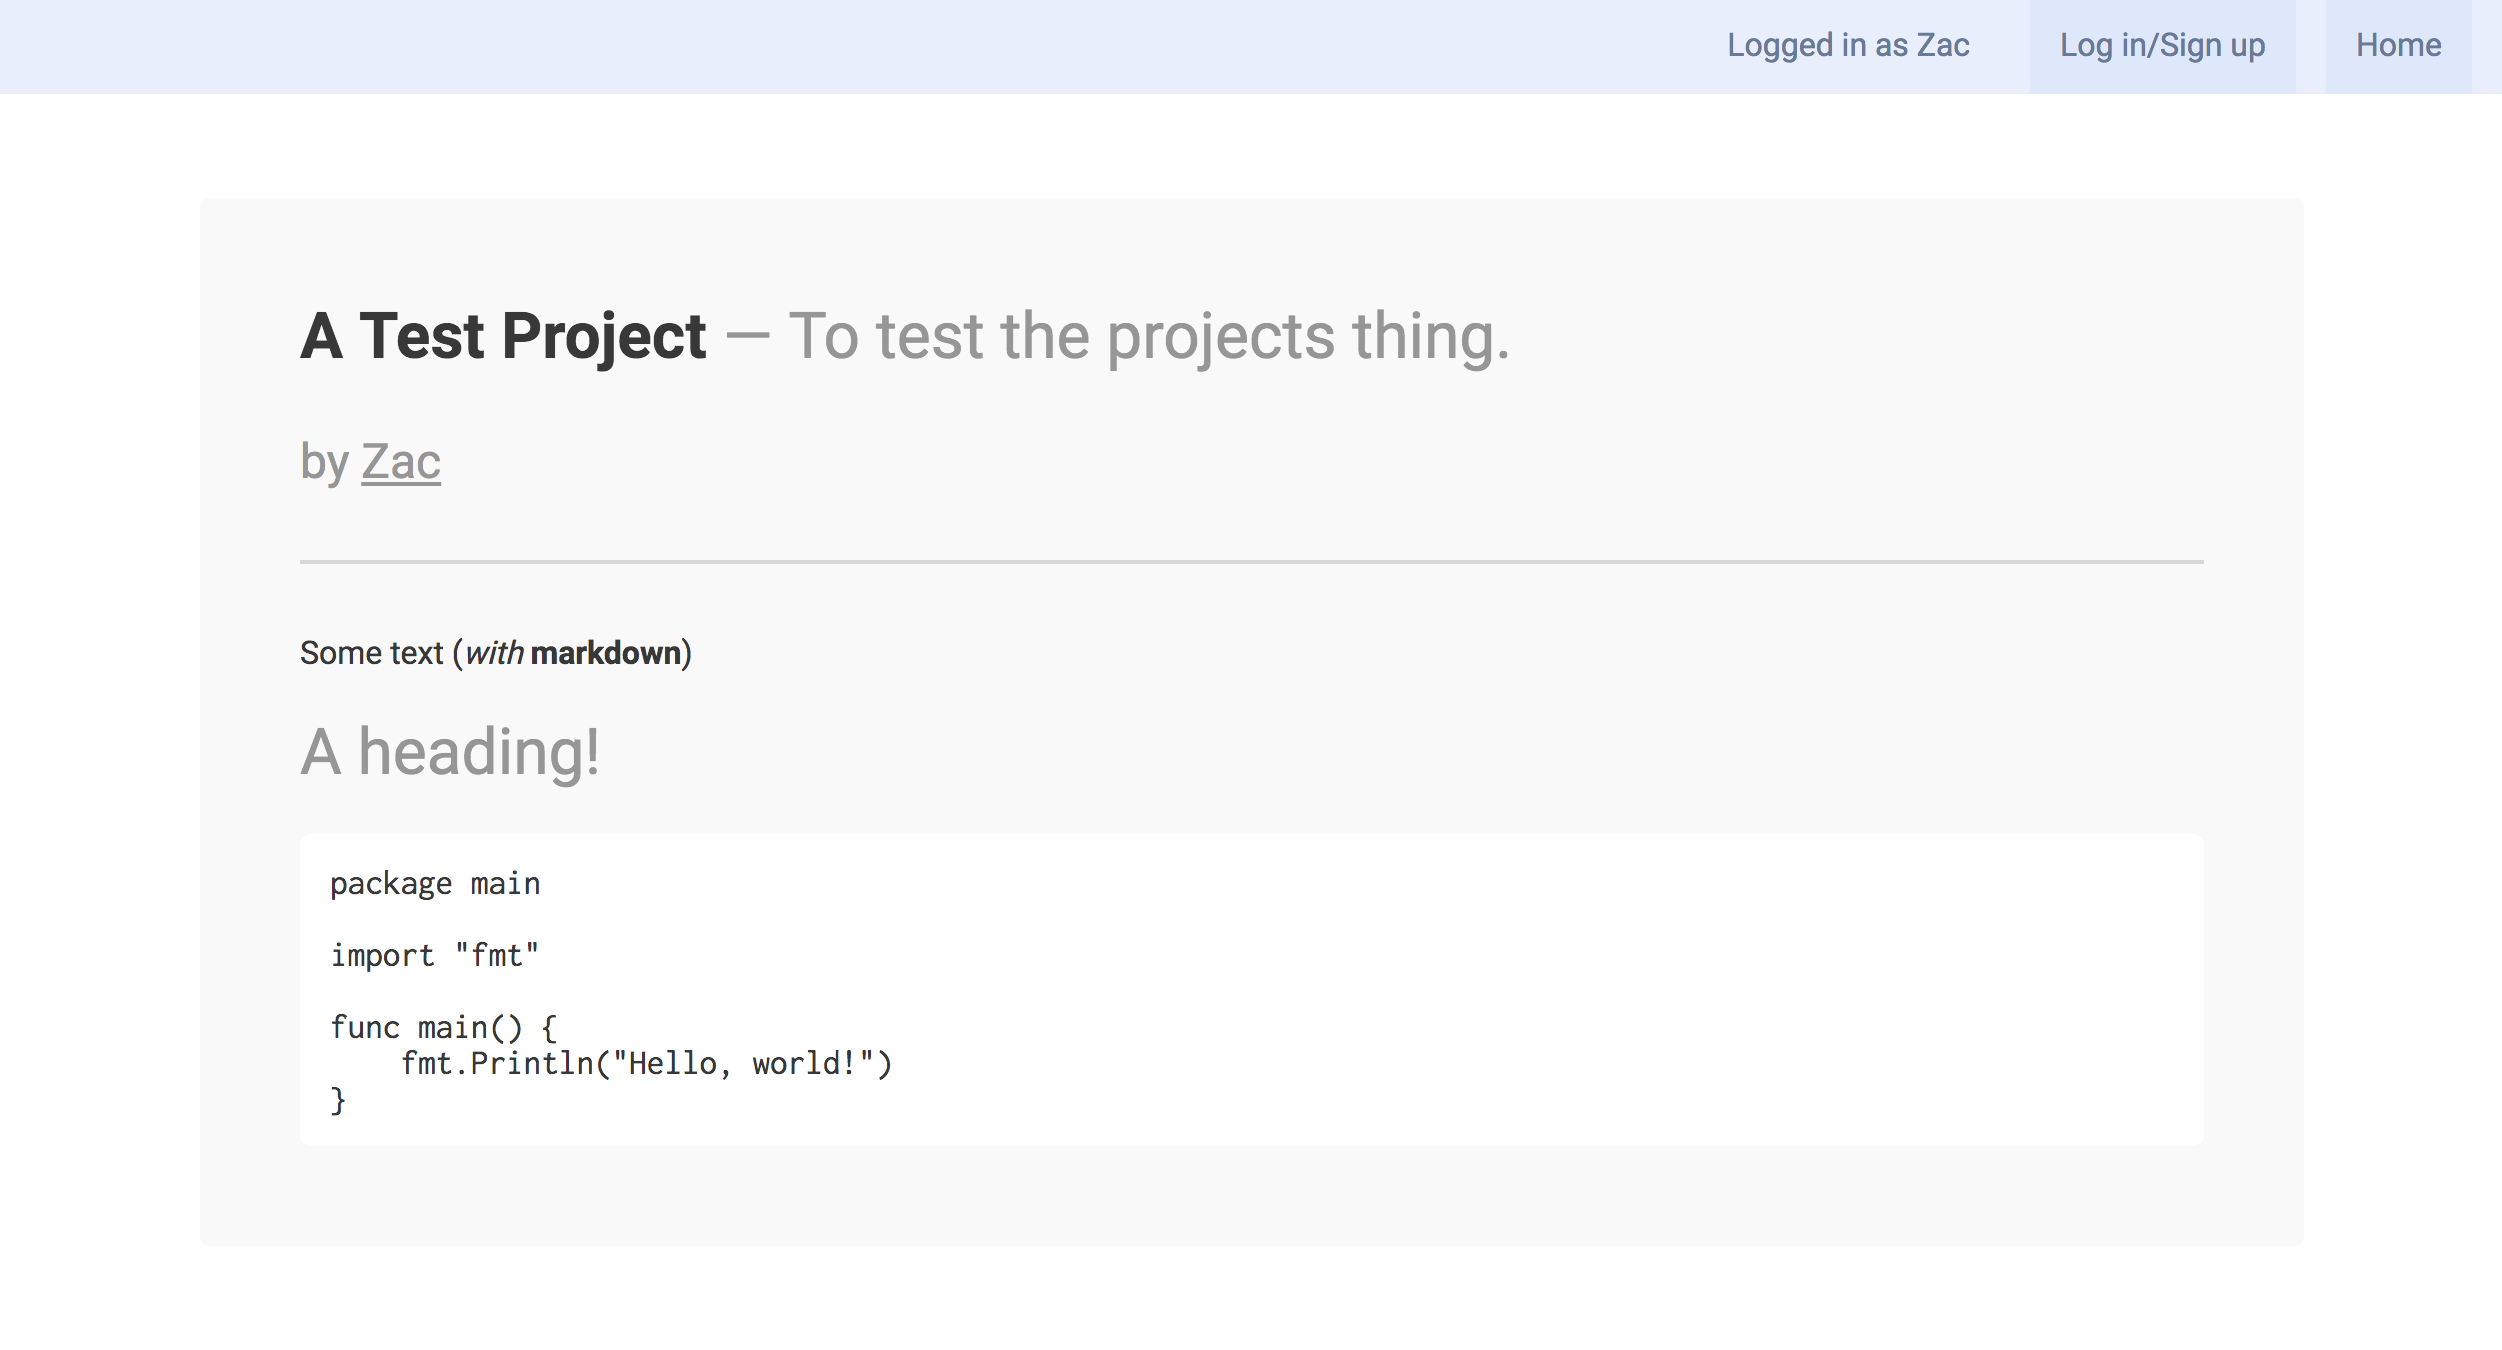 Logged in as Zac Log in/Sign up Home
A Test Project — To test the projects thing.
by Zac
Some text (with markdown)
A heading!
package main
import "fmt"
func main() {
    fmt.Println("Hello, world!")
}